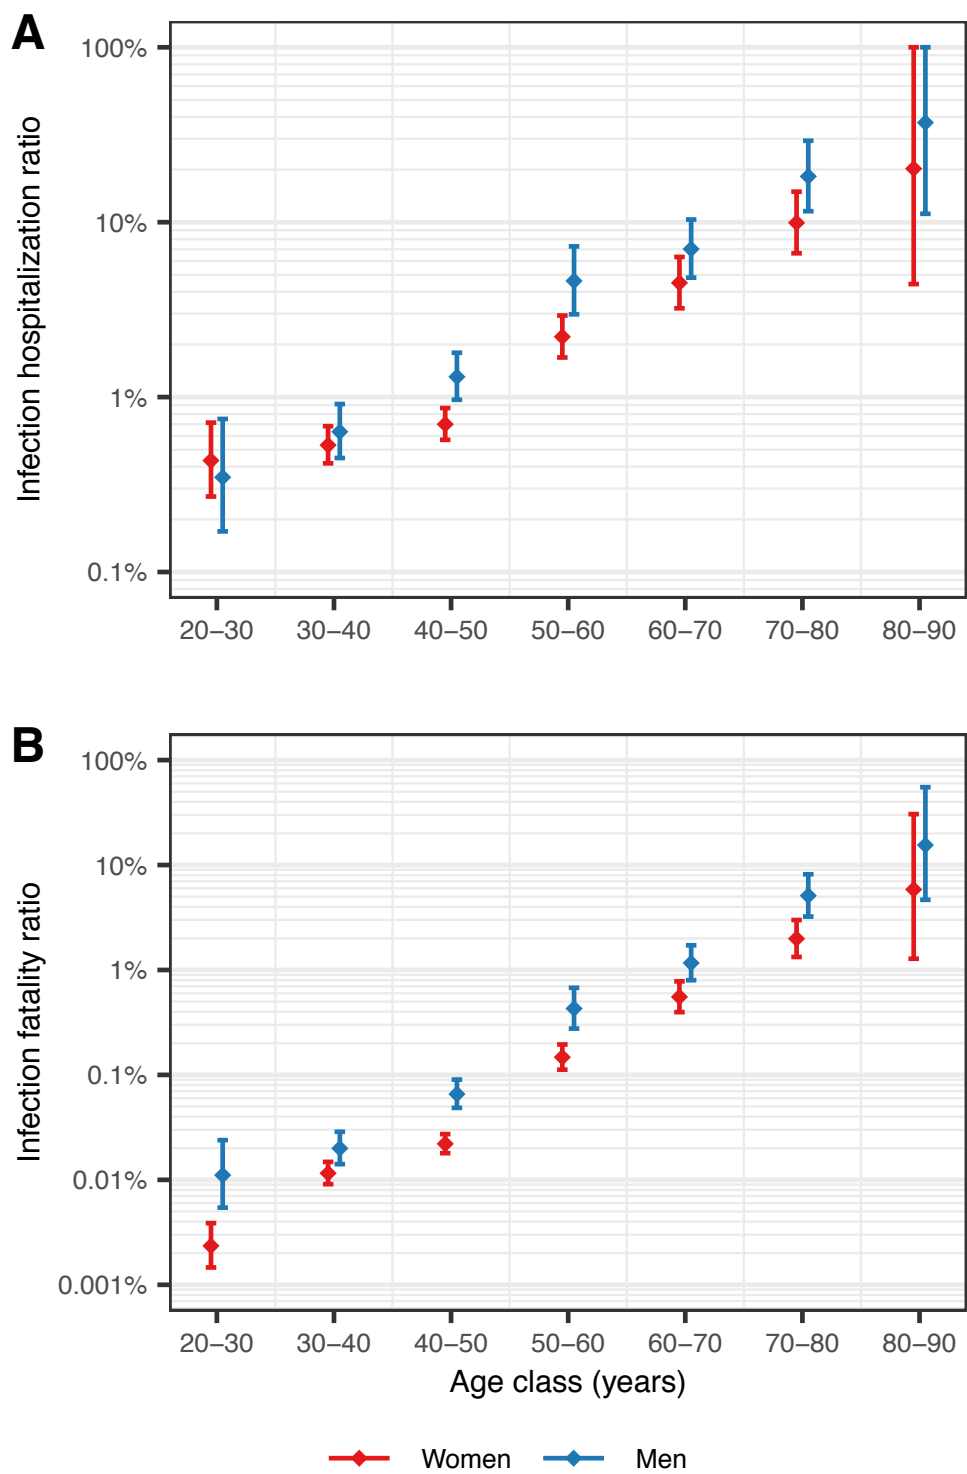 A
Infection hospitalization ratio
100%
10%
1%
0.1%
20–30 30–40 40–50 50–60 60–70 70–80 80–90
B
Infection fatality ratio
100%
10%
1%
0.1%
0.01%
0.001%
20–30 30–40 40–50 50–60 60–70 70–80 80–90
Age class (years)
Women Men